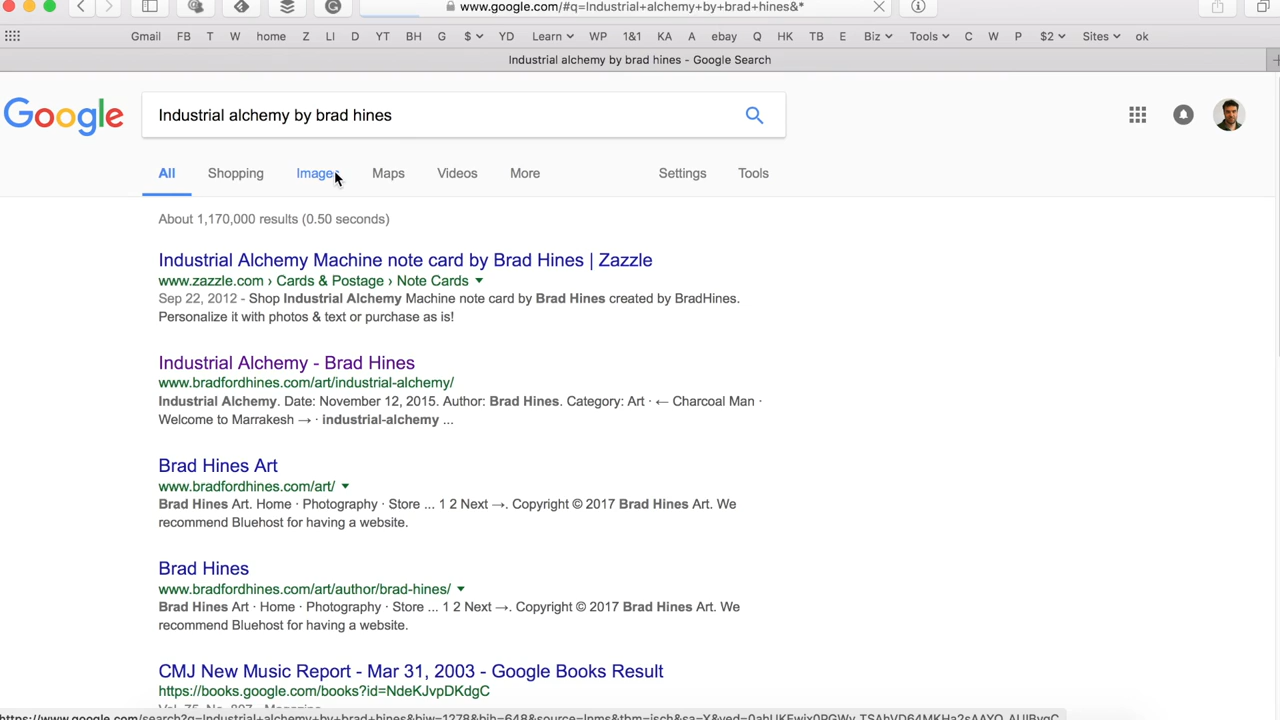 www.google.com/#q=Industrial+alchemy+by+brad+hines&*
Gmail FB T W home Z LI D YT BH G $ YD Learn WP 1&1 KA A ebay Q HK TB E Biz Tools C W P $2 Sites ok
Industrial alchemy by brad hines - Google Search
Google
Industrial alchemy by brad hines
All Shopping Images Maps Videos More Settings Tools
About 1,170,000 results (0.50 seconds)
Industrial Alchemy Machine note card by Brad Hines | Zazzle
www.zazzle.com › Cards & Postage › Note Cards
Sep 22, 2012 - Shop Industrial Alchemy Machine note card by Brad Hines created by BradHines.
Personalize it with photos & text or purchase as is!
Industrial Alchemy - Brad Hines
www.bradfordhines.com/art/industrial-alchemy/
Industrial Alchemy. Date: November 12, 2015. Author: Brad Hines. Category: Art · ← Charcoal Man ·
Welcome to Marrakesh → · industrial-alchemy ...
Brad Hines Art
www.bradfordhines.com/art/
Brad Hines Art. Home · Photography · Store ... 1 2 Next →. Copyright © 2017 Brad Hines Art. We
recommend Bluehost for having a website.
Brad Hines
www.bradfordhines.com/art/author/brad-hines/
Brad Hines Art · Home · Photography · Store ... 1 2 Next →. Copyright © 2017 Brad Hines Art. We
recommend Bluehost for having a website.
CMJ New Music Report - Mar 31, 2003 - Google Books Result
https://books.google.com/books?id=NdeKJvpDKdgC